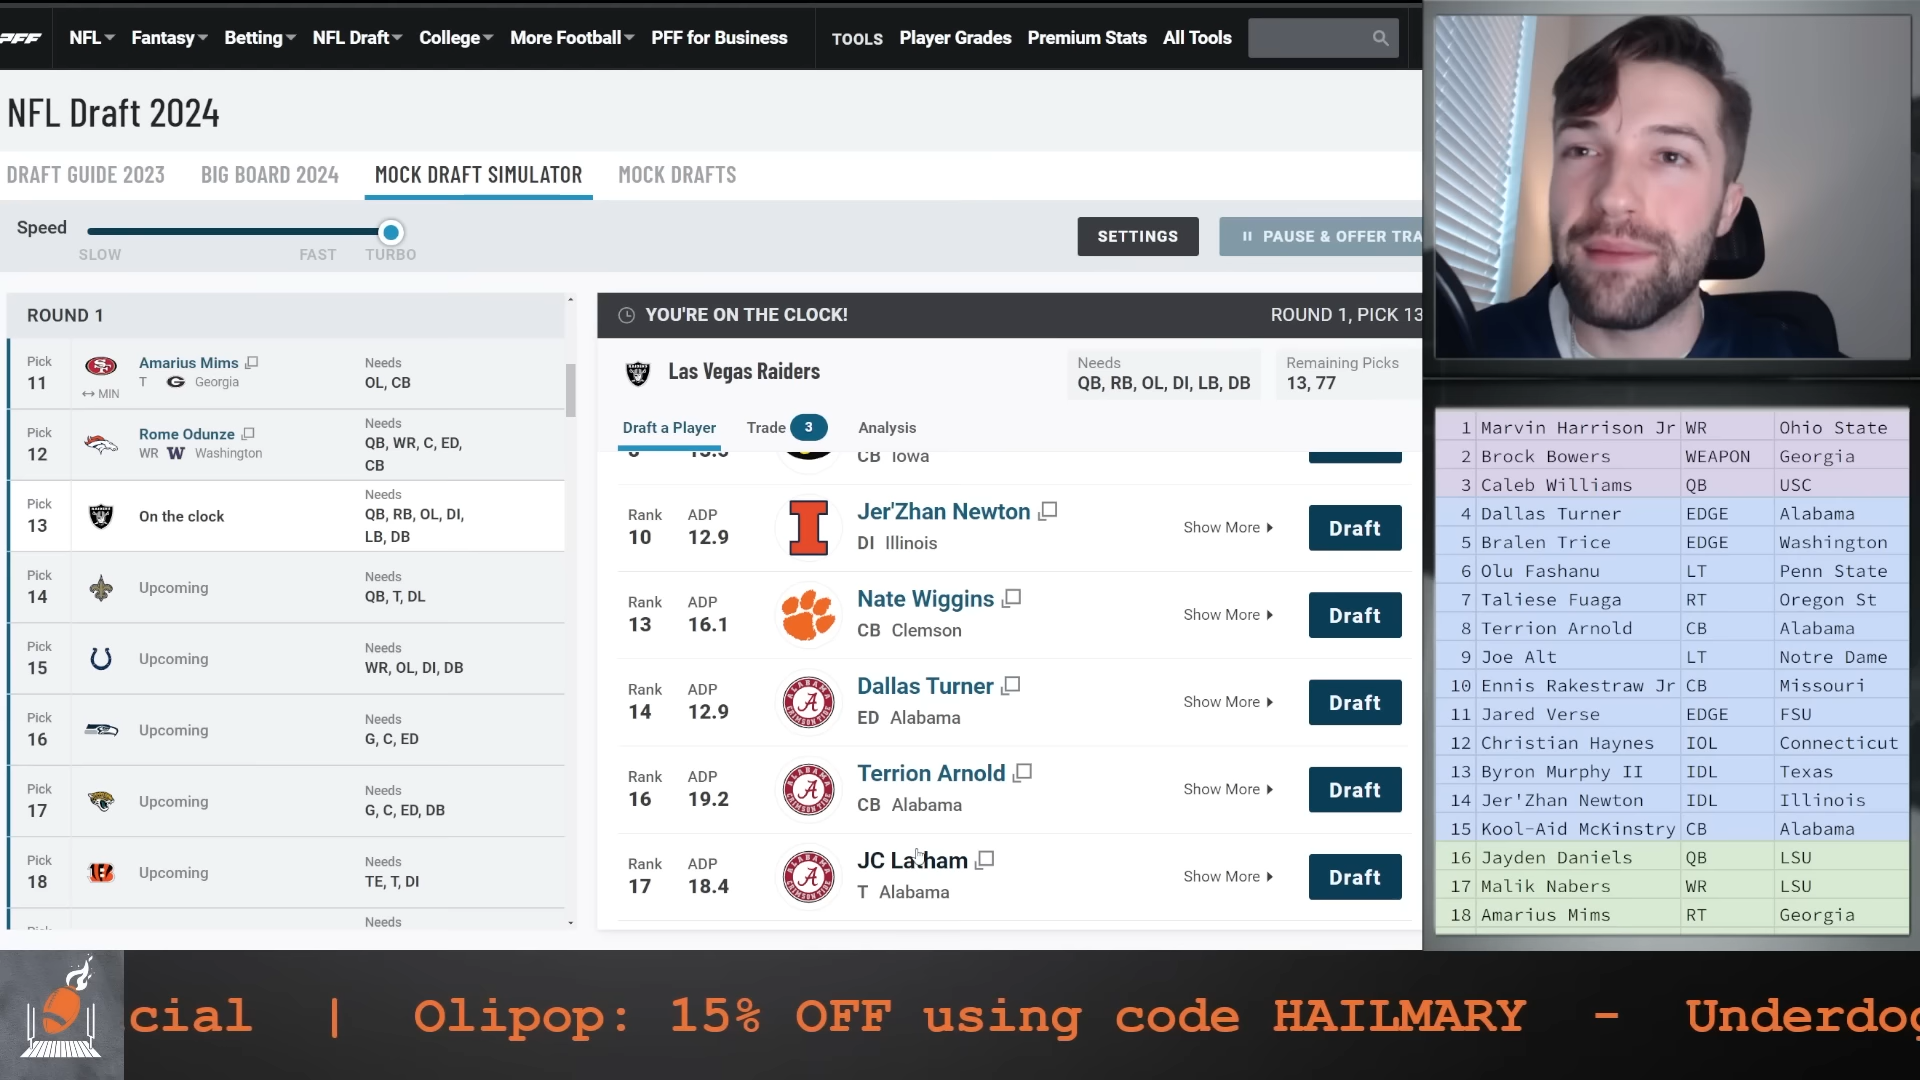 PFF
NFL Fantasy Betting NFL Draft College More Football PFF for Business TOOLS Player Grades Premium Stats All Tools
NFL Draft 2024
DRAFT GUIDE 2023 BIG BOARD 2024 MOCK DRAFT SIMULATOR MOCK DRAFTS
Speed
SLOW FAST TURBO
SETTINGS
PAUSE & OFFER TRA
ROUND 1
Pick 11
MIN
Amarius Mims
T G Georgia
Needs
OL, CB
Pick 12
Rome Odunze
WR W Washington
Needs
QB, WR, C, ED,
CB
Pick 13
On the clock
Needs
QB, RB, OL, DI,
LB, DB
Pick 14
Upcoming
Needs
QB, T, DL
Pick 15
Upcoming
Needs
WR, OL, DI, DB
Pick 16
Upcoming
Needs
G, C, ED
Pick 17
Upcoming
Needs
G, C, ED, DB
Pick 18
Upcoming
Needs
TE, T, DI
Needs
YOU'RE ON THE CLOCK!
ROUND 1, PICK 13
Las Vegas Raiders
Needs
QB, RB, OL, DI, LB, DB
Remaining Picks
13, 77
Draft a Player Trade 3 Analysis
CB Iowa
Rank 10 ADP 12.9
Jer'Zhan Newton
DI Illinois
Show More Draft
Rank 13 ADP 16.1
Nate Wiggins
CB Clemson
Show More Draft
Rank 14 ADP 12.9
Dallas Turner
ED Alabama
Show More Draft
Rank 16 ADP 19.2
Terrion Arnold
CB Alabama
Show More Draft
Rank 17 ADP 18.4
JC Latham
T Alabama
Show More Draft
1 Marvin Harrison Jr WR Ohio State
2 Brock Bowers WEAPON Georgia
3 Caleb Williams QB USC
4 Dallas Turner EDGE Alabama
5 Bralen Trice EDGE Washington
6 Olu Fashanu LT Penn State
7 Taliese Fuaga RT Oregon St
8 Terrion Arnold CB Alabama
9 Joe Alt LT Notre Dame
10 Ennis Rakestraw Jr CB Missouri
11 Jared Verse EDGE FSU
12 Christian Haynes IOL Connecticut
13 Byron Murphy II IDL Texas
14 Jer'Zhan Newton IDL Illinois
15 Kool-Aid McKinstry CB Alabama
16 Jayden Daniels QB LSU
17 Malik Nabers WR LSU
18 Amarius Mims RT Georgia
cial | Olipop: 15% OFF using code HAILMARY - Underdog